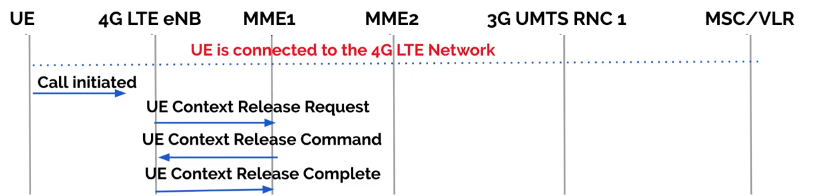 UE 4G LTE eNB MME1 MME2 3G UMTS RNC 1 MSC/VLR
UE is connected to the 4G LTE Network
Call initiated
UE Context Release Request
UE Context Release Command
UE Context Release Complete